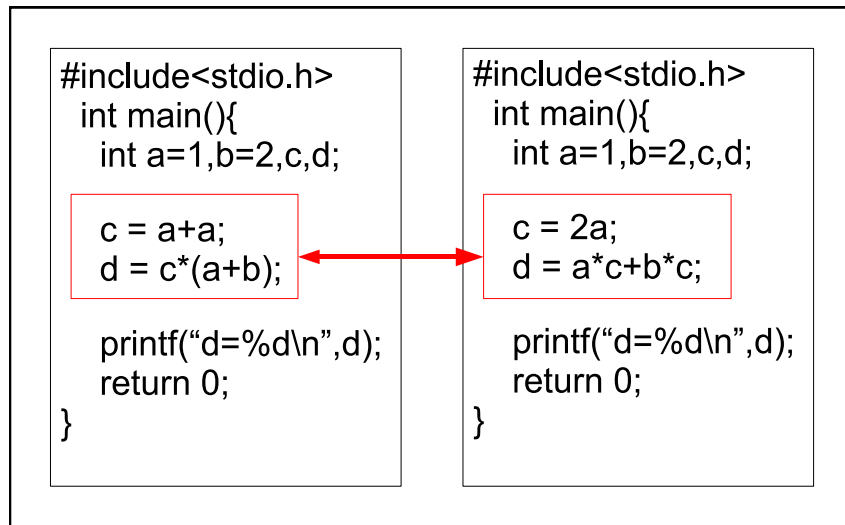 #include<stdio.h>
int main(){
int a=1,b=2,c,d;
c = a+a;
d = c*(a+b);
printf(“d=%d\n”,d);
return 0;
}
#include<stdio.h>
int main(){
int a=1,b=2,c,d;
c = 2a;
d = a*c+b*c;
printf(“d=%d\n”,d);
return 0;
}